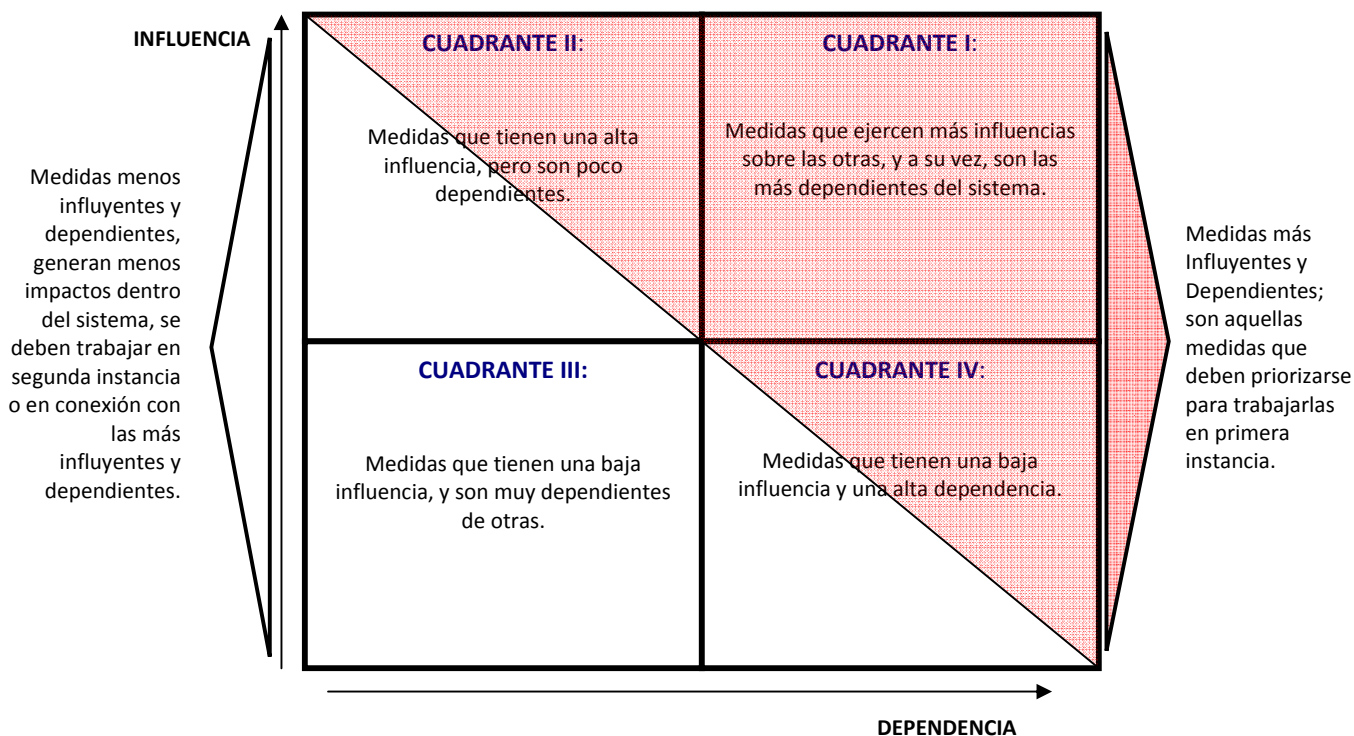 INFLUENCIA
CUADRANTE II:
CUADRANTE I:
Medidas que tienen una alta
influencia, pero son poco
dependientes.
Medidas que ejercen más influencias
sobre las otras, y a su vez, son las
más dependientes del sistema.
Medidas menos
influyentes y
dependientes,
generan menos
impactos dentro
del sistema, se
deben trabajar en
segunda instancia
o en conexión con
las más
influyentes y
dependientes.
Medidas más
Influyentes y
Dependientes;
son aquellas
medidas que
deben priorizarse
para trabajarlas
en primera
instancia.
CUADRANTE III:
CUADRANTE IV:
Medidas que tienen una baja
influencia, y son muy dependientes
de otras.
Medidas que tienen una baja
influencia y una alta dependencia.
DEPENDENCIA